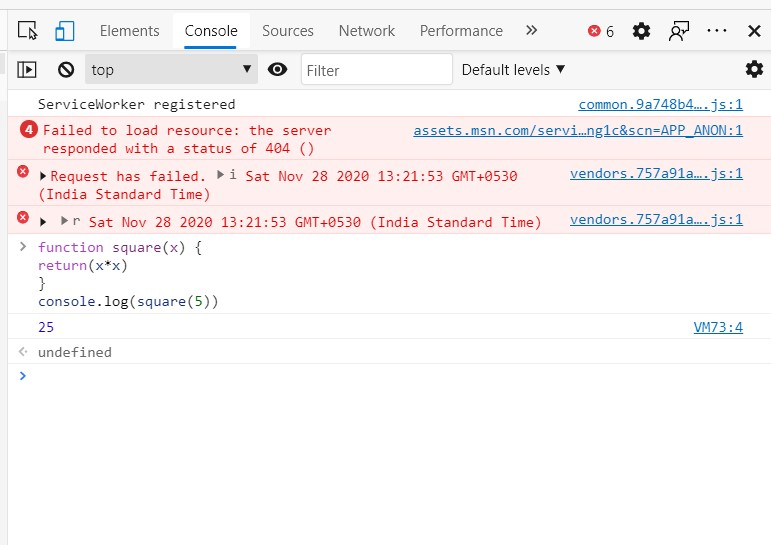 Elements Console Sources Network Performance » 6 ···
top Filter Default levels
ServiceWorker registered common.9a748b4….js:1
4 Failed to load resource: the server assets.msn.com/servi…ng1c&scn=APP_ANON:1
responded with a status of 404 ()
Request has failed. i Sat Nov 28 2020 13:21:53 GMT+0530 vendors.757a91a….js:1
(India Standard Time)
r Sat Nov 28 2020 13:21:53 GMT+0530 (India Standard Time) vendors.757a91a….js:1
> function square(x) {
return(x*x)
}
console.log(square(5))
25 VM73:4
undefined
>